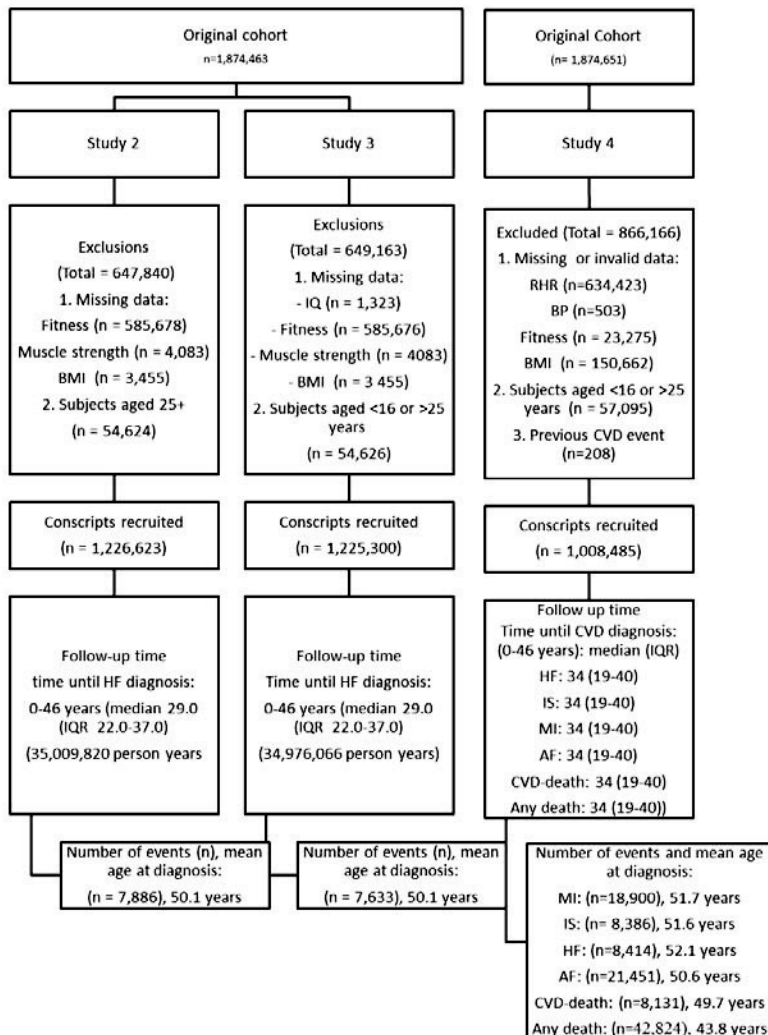 Original cohort
n=1,874,463
Original Cohort
(n= 1,874,651)
Study 2
Study 3
Study 4
Exclusions
(Total = 647,840)
1. Missing data:
Fitness (n = 585,678)
Muscle strength (n = 4,083)
BMI (n = 3,455)
2. Subjects aged 25+
(n = 54,624)
Exclusions
(Total = 649,163)
1. Missing data:
- IQ (n = 1,323)
- Fitness (n = 585,676)
- Muscle strength (n = 4083)
- BMI (n = 3 455)
2. Subjects aged <16 or >25
years
(n = 54,626)
Excluded (Total = 866,166)
1. Missing or invalid data:
RHR (n=634,423)
BP (n=503)
Fitness (n = 23,275)
BMI (n = 150,662)
2. Subjects aged <16 or >25
years (n = 57,095)
3. Previous CVD event
(n=208)
Conscripts recruited
(n = 1,226,623)
Conscripts recruited
(n = 1,225,300)
Conscripts recruited
(n = 1,008,485)
Follow-up time
time until HF diagnosis:
0-46 years (median 29.0
(IQR 22.0-37.0)
(35,009,820 person years
Follow-up time
Time until HF diagnosis:
0-46 years (median 29.0
(IQR 22.0-37.0)
(34,976,066 person years)
Follow up time
Time until CVD diagnosis:
(0-46 years): median (IQR)
HF: 34 (19-40)
IS: 34 (19-40)
MI: 34 (19-40)
AF: 34 (19-40)
CVD-death: 34 (19-40)
Any death: 34 (19-40))
Number of events (n), mean
age at diagnosis:
(n = 7,886), 50.1 years
Number of events (n), mean
age at diagnosis:
(n = 7,633), 50.1 years
Number of events and mean age
at diagnosis:
MI: (n=18,900), 51.7 years
IS: (n= 8,386), 51.6 years
HF: (n=8,414), 52.1 years
AF: (n=21,451), 50.6 years
CVD-death: (n=8,131), 49.7 years
Any death: (n=42,824), 43.8 years